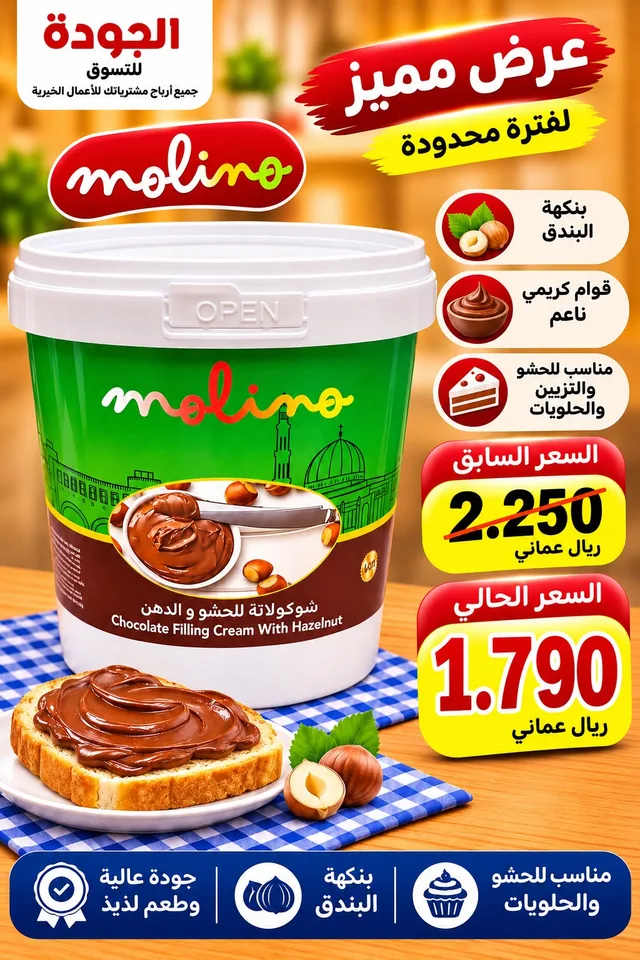 الجودة
للتسوق
جميع أرباح مشترياتك للأعمال الخيرية
عرض مميز
لفترة محدودة
molino
بنكهة
البندق
قوام كريمي
ناعم
مناسب للحشو
والتزيين
والحلويات
OPEN
molino
شوكولاتة للحشو و الدهن
Chocolate Filling Cream With Hazelnut
السعر السابق
2.250
ريال عماني
السعر الحالي
1.790
ريال عماني
مناسب للحشو
والحلويات
بنكهة
البندق
جودة عالية
وطعم لذيذ